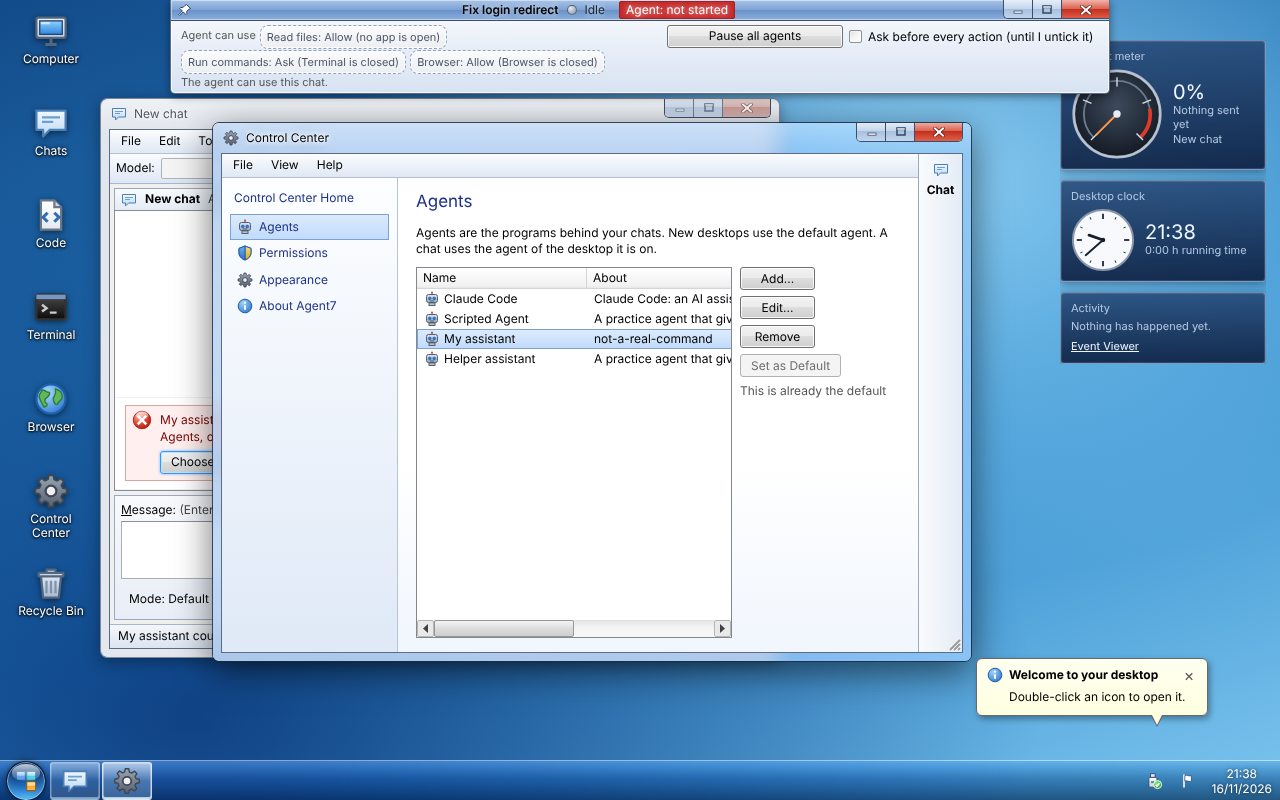 Fix login redirect
Idle
Agent: not started
Agent can use
Read files: Allow (no app is open)
Pause all agents
Ask before every action (until I untick it)
Run commands: Ask (Terminal is closed)
Browser: Allow (Browser is closed)
The agent can use this chat.
Computer
Chats
Code
Terminal
Browser
Control
Center
Recycle Bin
New chat
File
Edit
Model:
New chat
My assist
Agents,
Choose
Message: (Enter
Mode: Default
My assistant
Control Center
File
View
Help
Control Center Home
Agents
Permissions
Appearance
About Agent7
Agents
Agents are the programs behind your chats. New desktops use the default agent. A
chat uses the agent of the desktop it is on.
Name
About
Claude Code
Claude Code: an AI assis
Scripted Agent
A practice agent that giv
My assistant
not-a-real-command
Helper assistant
A practice agent that giv
Add...
Edit...
Remove
Set as Default
This is already the default
Chat
meter
0%
Nothing sent
yet
New chat
Desktop clock
21:38
0:00 h running time
Activity
Nothing has happened yet.
Event Viewer
Welcome to your desktop
Double-click an icon to open it.
21:38
16/11/2026